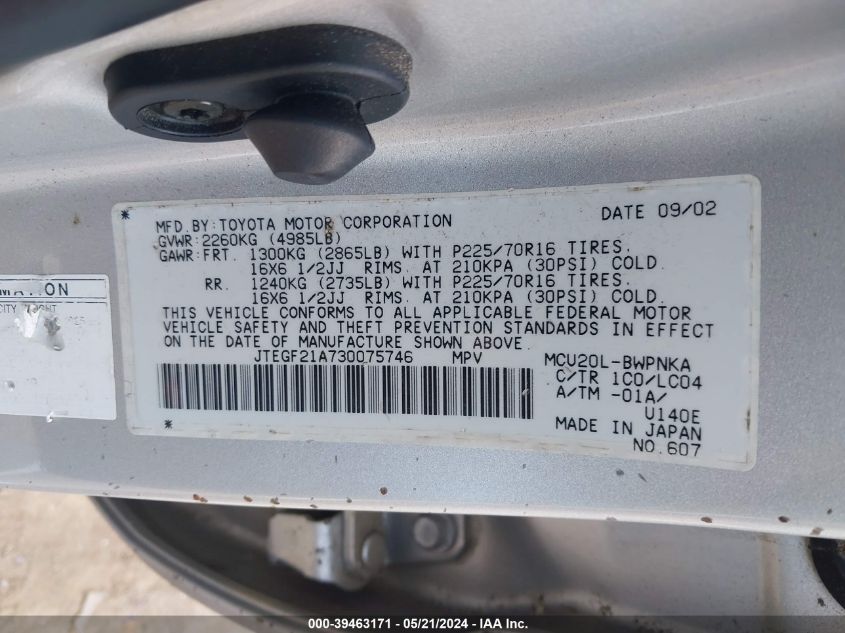 * MFD. BY: TOYOTA MOTOR CORPORATION DATE 09/02
GVWR: 2260KG (4985LB)
GAWR: FRT. 1300KG (2865LB) WITH P225/70R16 TIRES.
16X6 1/2JJ RIMS. AT 210KPA (30PSI) COLD.
RR. 1240KG (2735LB) WITH P225/70R16 TIRES.
16X6 1/2JJ RIMS. AT 210KPA (30PSI) COLD.
THIS VEHICLE CONFORMS TO ALL APPLICABLE FEDERAL MOTOR
VEHICLE SAFETY AND THEFT PREVENTION STANDARDS IN EFFECT
ON THE DATE OF MANUFACTURE SHOWN ABOVE.
JTEGF21A730075746 MPV MCU20L-BWPNKA
C/TR 1C0/LC04
A/TM -01A/
U140E
MADE IN JAPAN
* NO.607
MATION
000-39463171 / 05/21/2024 - IAA Inc.